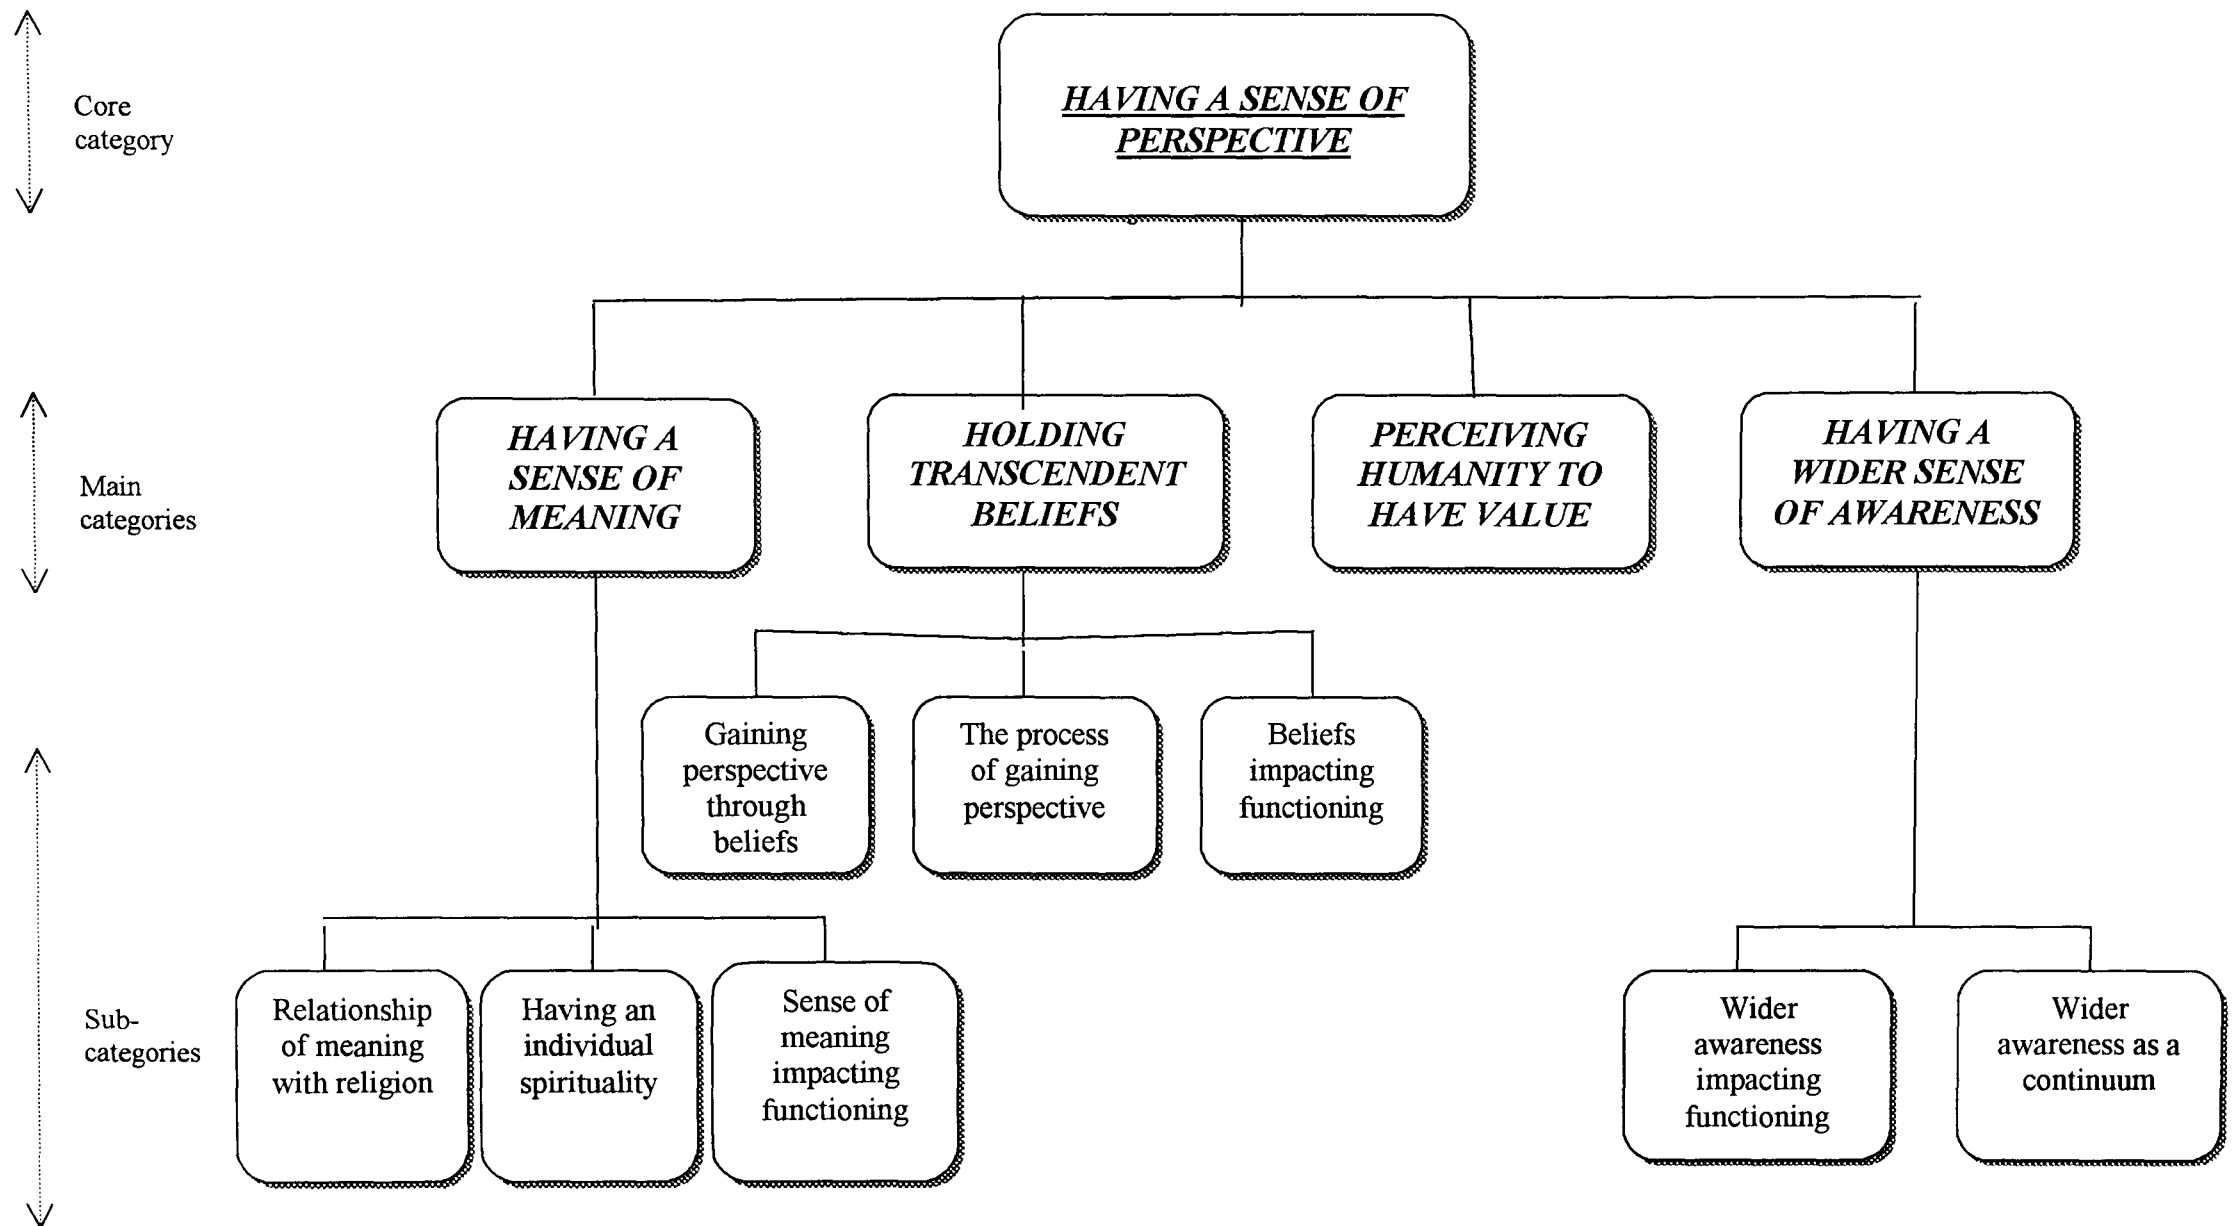 Core
category
HAVING A SENSE OF
PERSPECTIVE
Main
categories
HAVING A
SENSE OF
MEANING
HOLDING
TRANSCENDENT
BELIEFS
PERCEIVING
HUMANITY TO
HAVE VALUE
HAVING A
WIDER SENSE
OF AWARENESS
Gaining
perspective
through
beliefs
The process
of gaining
perspective
Beliefs
impacting
functioning
Sub-
categories
Relationship
of meaning
with religion
Having an
individual
spirituality
Sense of
meaning
impacting
functioning
Wider
awareness
impacting
functioning
Wider
awareness as a
continuum